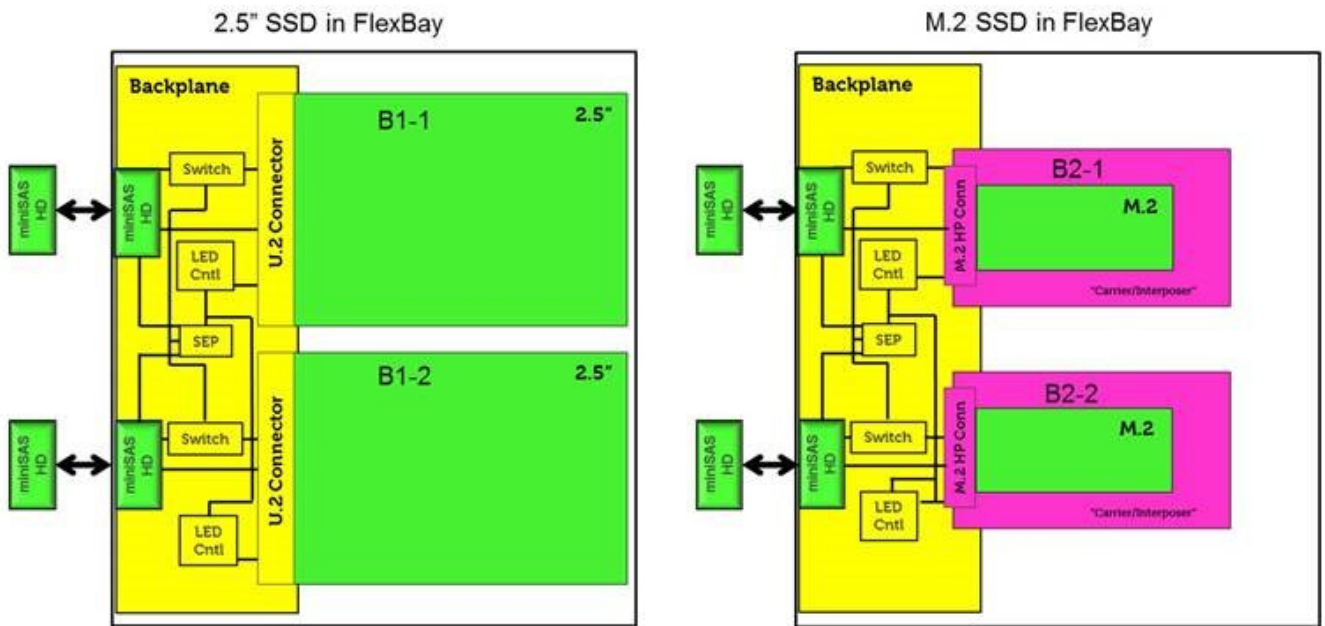 2.5” SSD in FlexBay
Backplane
B1-1
2.5”
U.2 Connector
Switch
miniSAS
HD
miniSAS
HD
LED
Cntl
SEP
B1-2
2.5”
U.2 Connector
Switch
miniSAS
HD
miniSAS
HD
LED
Cntl
M.2 SSD in FlexBay
Backplane
B2-1
M.2
M.2 HP Conn
"Carrier/Interposer"
Switch
miniSAS
HD
miniSAS
HD
LED
Cntl
SEP
B2-2
M.2
M.2 HP Conn
"Carrier/Interposer"
Switch
miniSAS
HD
miniSAS
HD
LED
Cntl